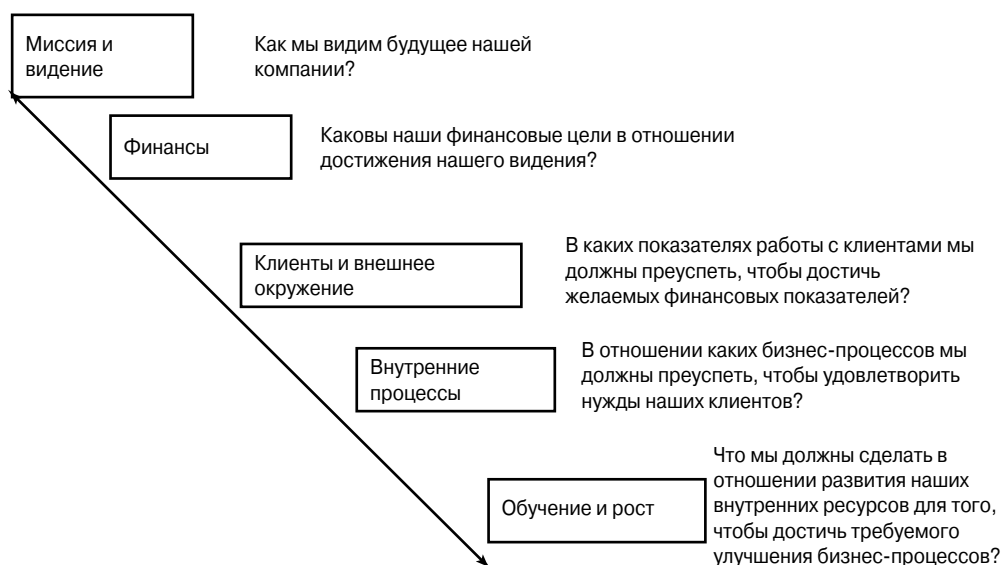 Миссия и
видение
Как мы видим будущее нашей
компании?
Финансы
Каковы наши финансовые цели в отношении
достижения нашего видения?
Клиенты и внешнее
окружение
В каких показателях работы с клиентами мы
должны преуспеть, чтобы достичь
желаемых финансовых показателей?
Внутренние
процессы
В отношении каких бизнес-процессов мы
должны преуспеть, чтобы удовлетворить
нужды наших клиентов?
Обучение и рост
Что мы должны сделать в
отношении развития наших
внутренних ресурсов для того,
чтобы достичь требуемого
улучшения бизнес-процессов?